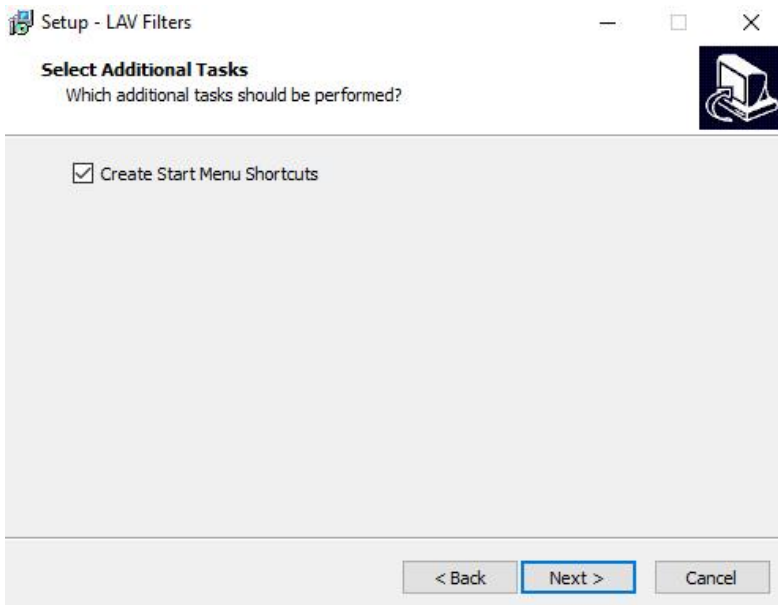 Setup - LAV Filters
Select Additional Tasks
Which additional tasks should be performed?
Create Start Menu Shortcuts
< Back Next > Cancel